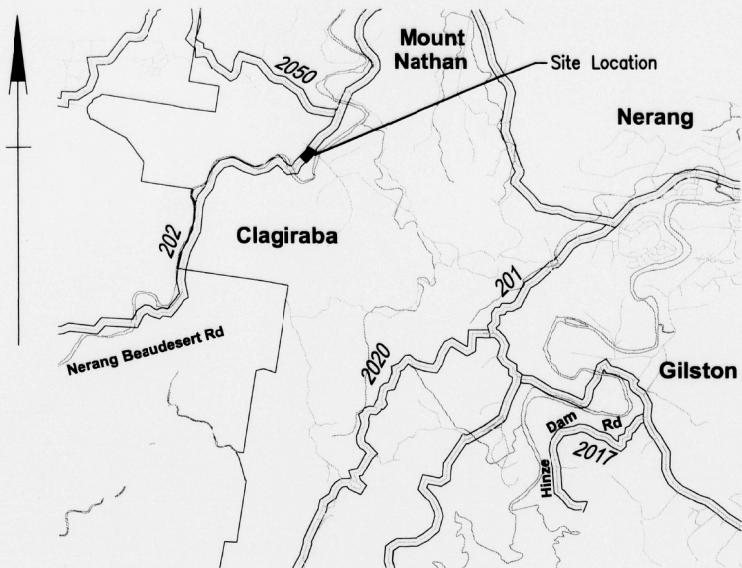 Mount
Nathan
2050
Site Location
Nerang
202
Clagiraba
201
Nerang Beaudesert Rd
2020
Gilston
Hinze Dam Rd
2017